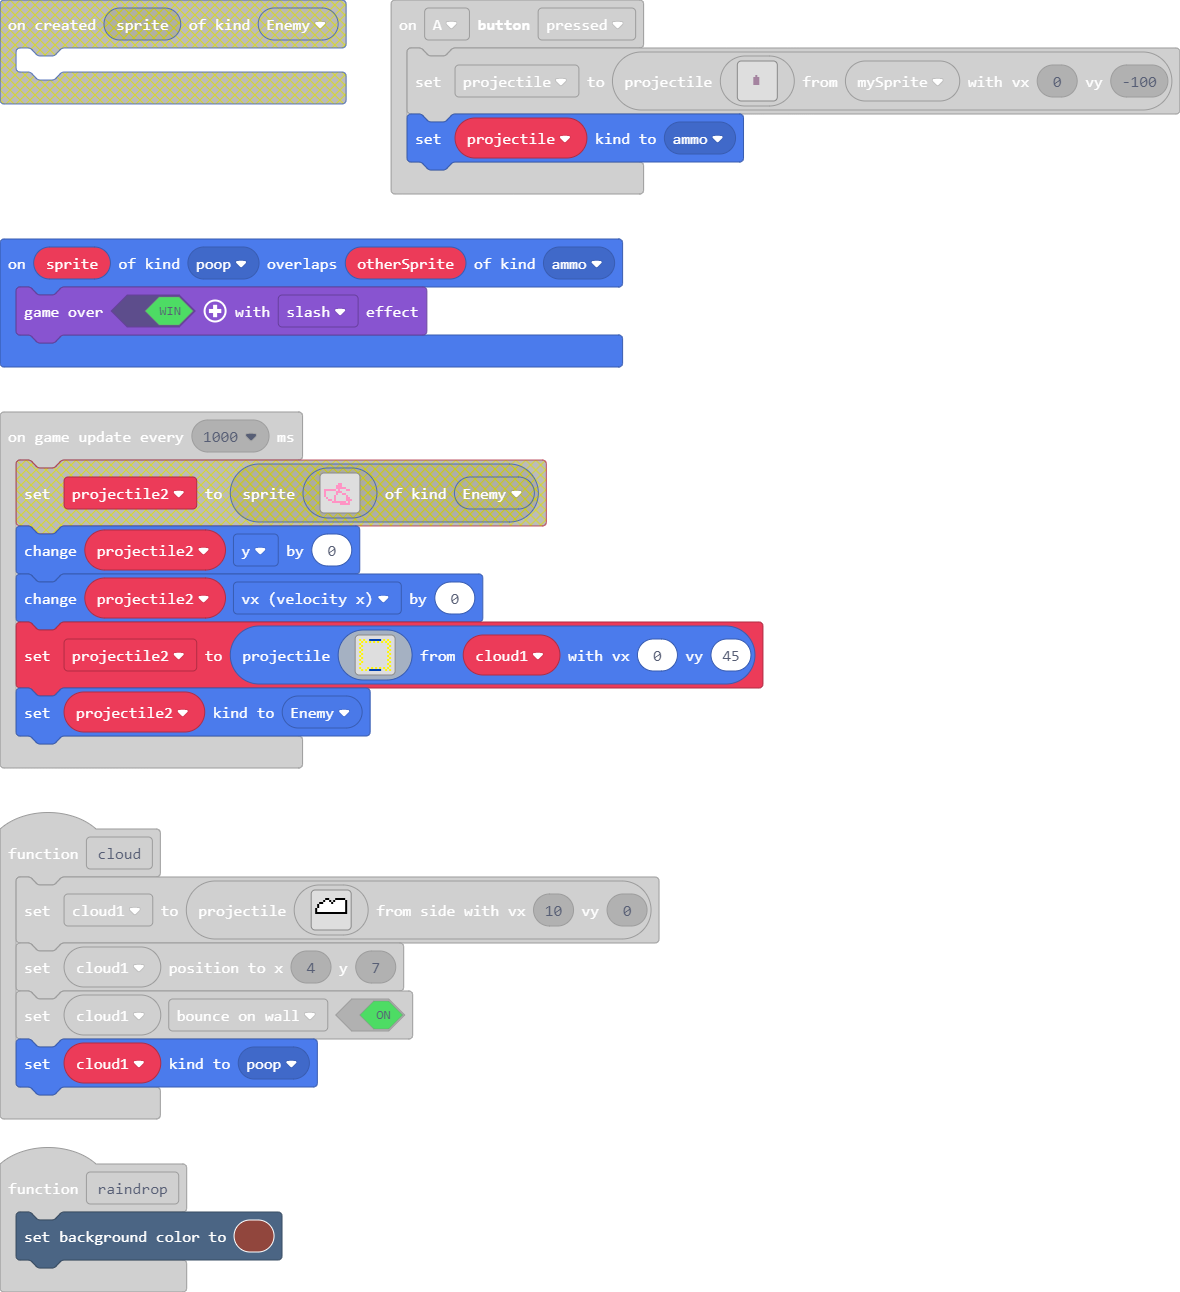 on created sprite of kind Enemy
on A button pressed
set projectile to projectile from mySprite with vx 0 vy -100
set projectile kind to ammo
on sprite of kind poop overlaps otherSprite of kind ammo
game over WIN with slash effect
on game update every 1000 ms
set projectile2 to sprite of kind Enemy
change projectile2 y by 0
change projectile2 vx (velocity x) by 0
set projectile2 to projectile from cloud1 with vx 0 vy 45
set projectile2 kind to Enemy
function cloud
set cloud1 to projectile from side with vx 10 vy 0
set cloud1 position to x 4 y 7
set cloud1 bounce on wall ON
set cloud1 kind to poop
function raindrop
set background color to